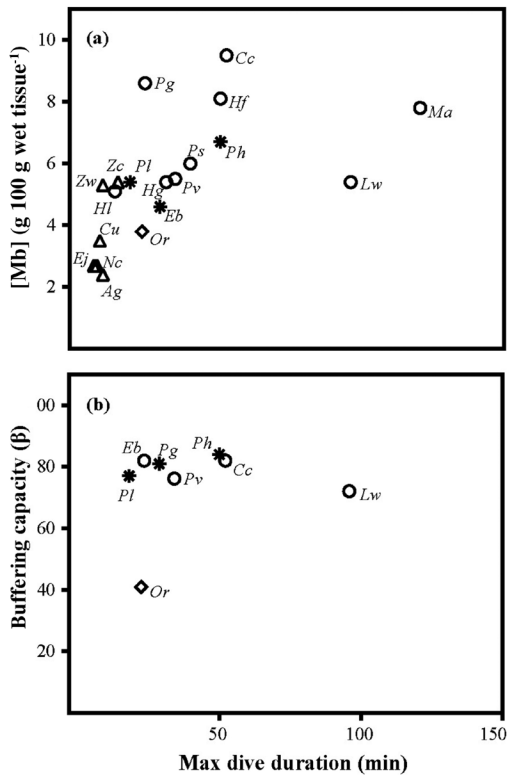 (a)
[Mb] (g 100 g wet tissue-1)
10
8
6
4
2
Cc
Pg
Hf
Ma
Ps
Ph
Zc Pl
Zw
Hg Pv
Lw
Hl
Eb
Cu
Or
Ej Nc
Ag
(b)
Buffering capacity (β)
00
80
60
40
20
Eb Pg Ph
Pl Pv Cc
Lw
Or
50 100 150
Max dive duration (min)